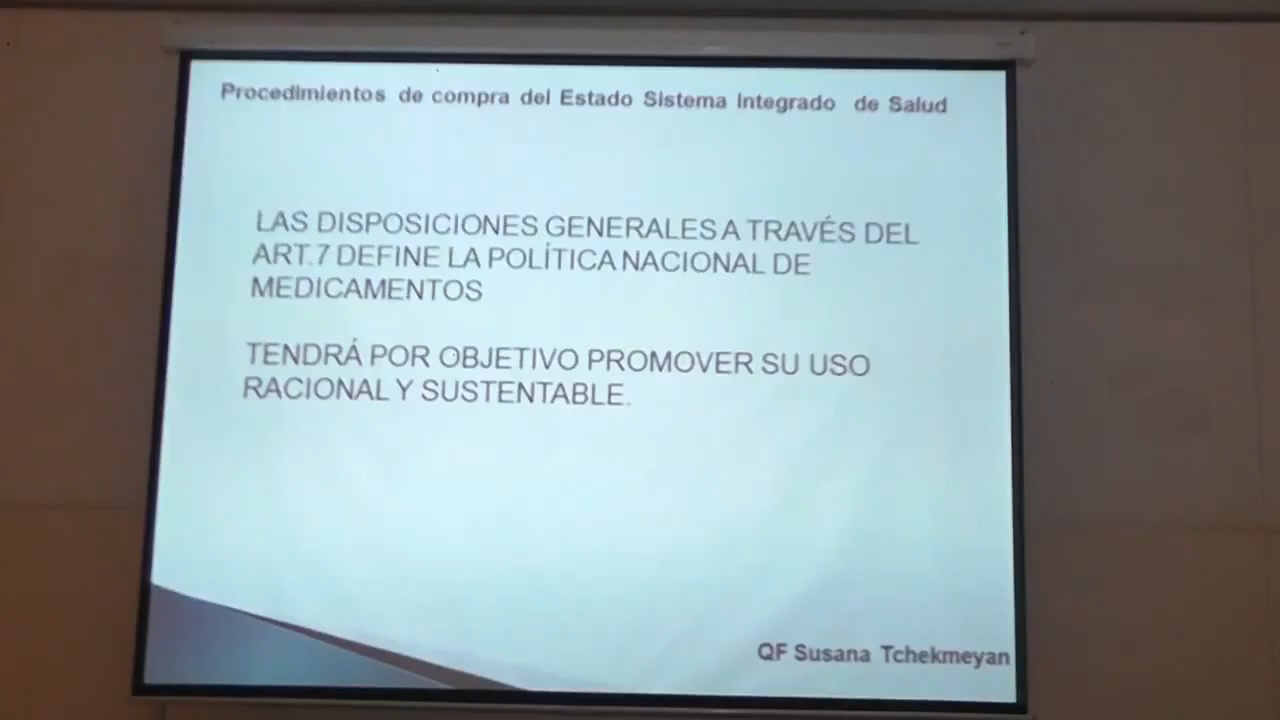 Procedimientos de compra del Estado Sistema Integrado de Salud
LAS DISPOSICIONES GENERALES A TRAVÉS DEL
ART.7 DEFINE LA POLÍTICA NACIONAL DE
MEDICAMENTOS
TENDRÁ POR OBJETIVO PROMOVER SU USO
RACIONAL Y SUSTENTABLE.
QF Susana Tchekmeyan